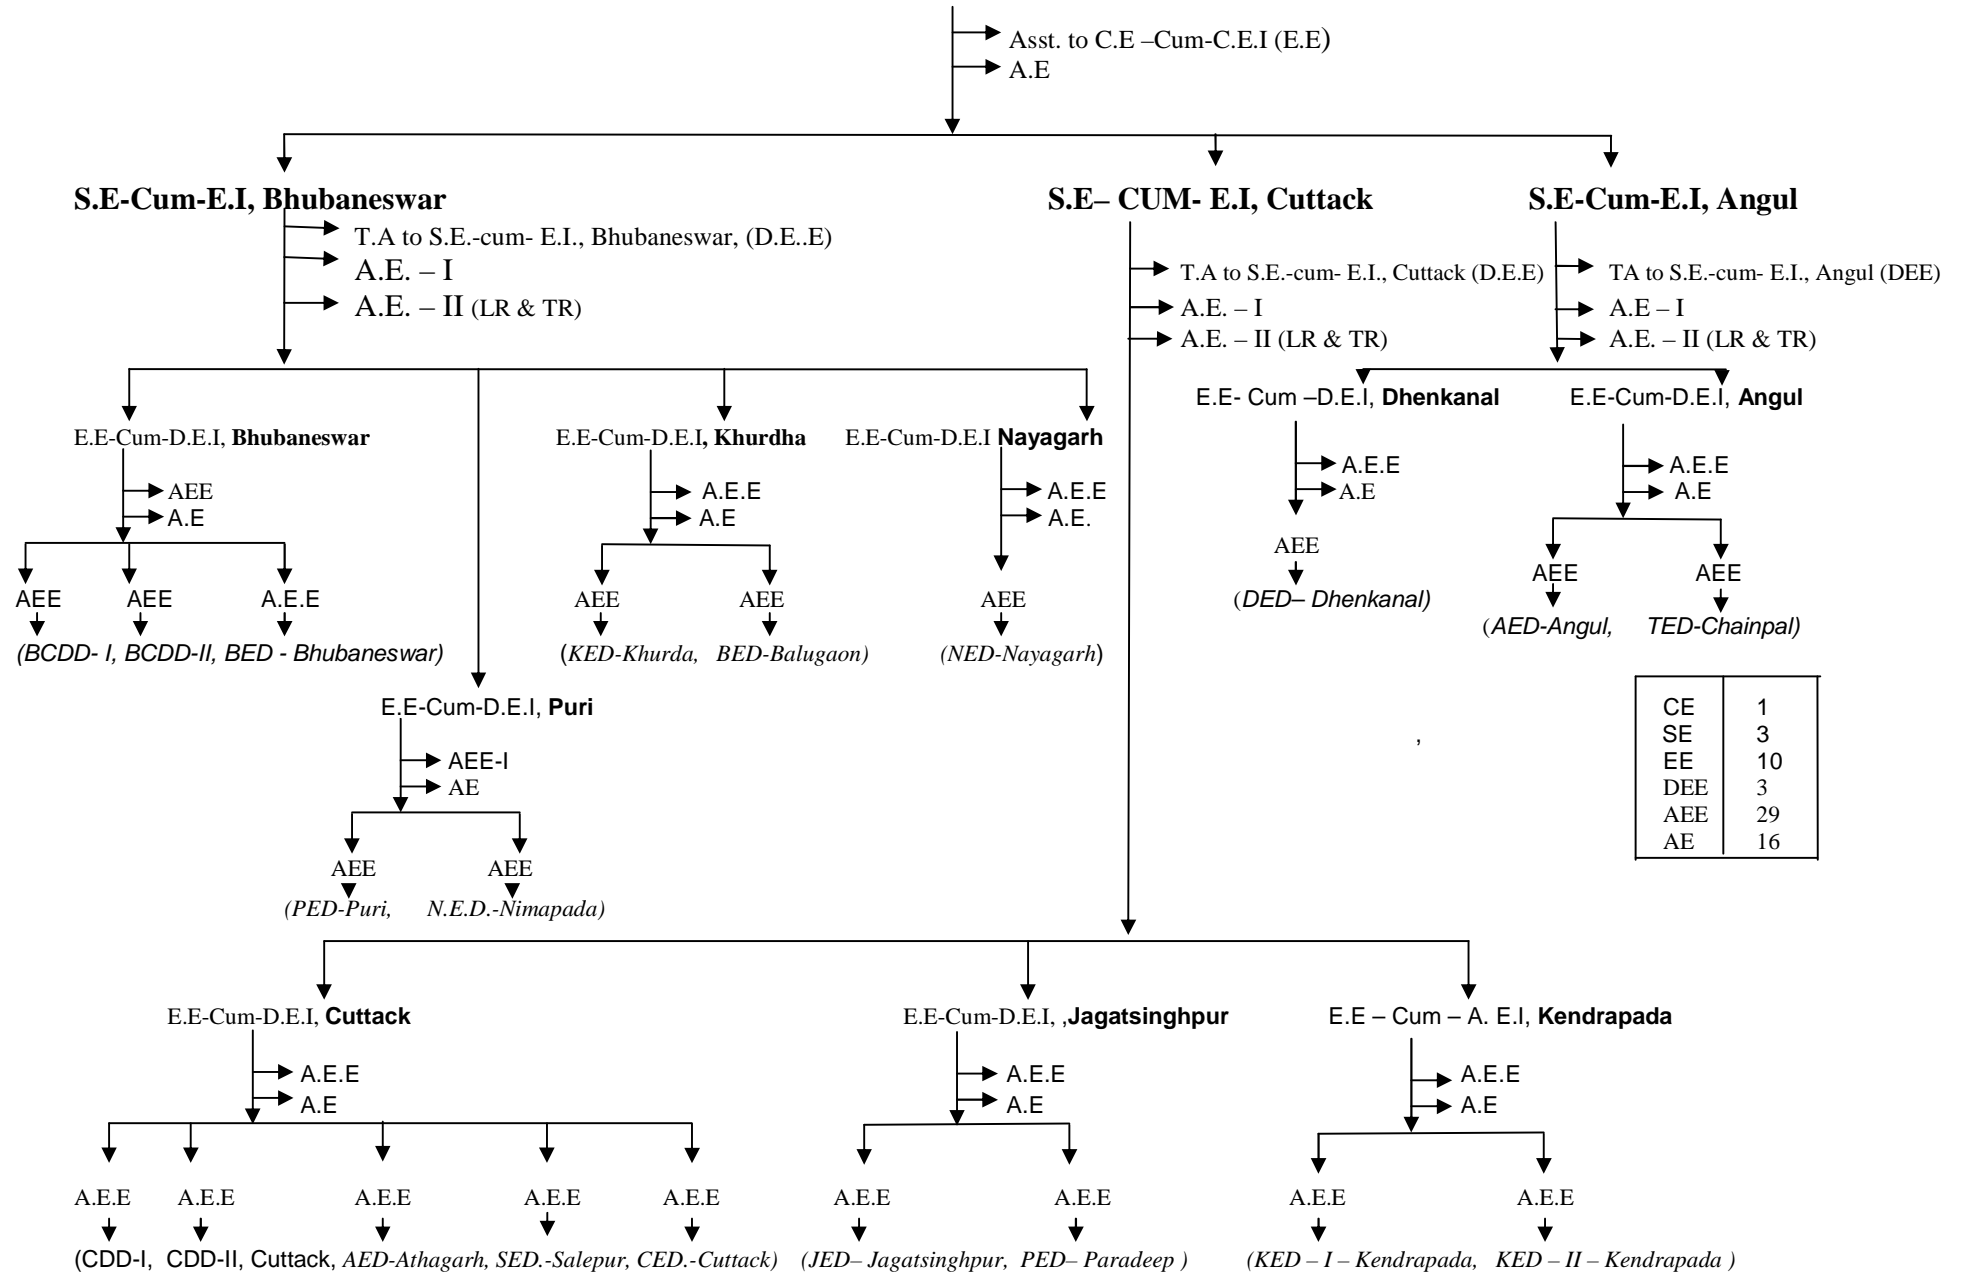 Asst. to C.E –Cum-C.E.I (E.E)
A.E
S.E-Cum-E.I, Bhubaneswar
S.E– CUM- E.I, Cuttack
S.E-Cum-E.I, Angul
T.A to S.E.-cum- E.I., Bhubaneswar, (D.E..E)
A.E. – I
A.E. – II (LR & TR)
T.A to S.E.-cum- E.I., Cuttack (D.E.E)
A.E. – I
A.E. – II (LR & TR)
TA to S.E.-cum- E.I., Angul (DEE)
A.E – I
A.E. – II (LR & TR)
E.E- Cum –D.E.I, Dhenkanal
E.E-Cum-D.E.I, Angul
E.E-Cum-D.E.I, Bhubaneswar
E.E-Cum-D.E.I, Khurdha
E.E-Cum-D.E.I Nayagarh
AEE
A.E
A.E.E
A.E
A.E.E
A.E.
A.E.E
A.E
A.E.E
A.E
AEE
(DED– Dhenkanal)
AEE AEE
(AED-Angul, TED-Chainpal)
AEE AEE A.E.E
(BCDD- I, BCDD-II, BED - Bhubaneswar)
AEE AEE
(KED-Khurda, BED-Balugaon)
AEE
(NED-Nayagarh)
E.E-Cum-D.E.I, Puri
AEE-I
AE
AEE AEE
(PED-Puri, N.E.D.-Nimapada)
,
CE 1
SE 3
EE 10
DEE 3
AEE 29
AE 16
E.E-Cum-D.E.I, Cuttack
E.E-Cum-D.E.I, ,Jagatsinghpur
E.E – Cum – A. E.I, Kendrapada
A.E.E
A.E
A.E.E
A.E
A.E.E
A.E
A.E.E A.E.E A.E.E A.E.E A.E.E
A.E.E A.E.E
A.E.E A.E.E
(CDD-I, CDD-II, Cuttack, AED-Athagarh, SED.-Salepur, CED.-Cuttack)
(JED– Jagatsinghpur, PED– Paradeep )
(KED – I – Kendrapada, KED – II – Kendrapada )